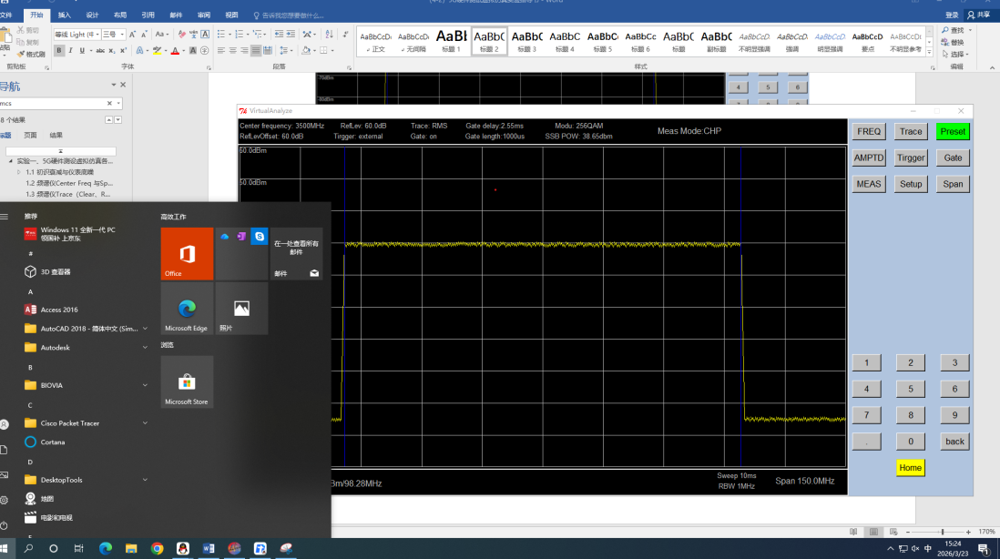 文件 开始 插入 设计 布局 引用 邮件 审阅 视图 告诉我您想要做什么... 登录 共享
粘贴
剪切
复制
格式刷
剪贴板
等线 Light (中 三号
字体
段落
AaBbCcDc AaBbCcDc AaBb AaBbC AaBbC AaBbC AaBbC AaBbCc AaBbC AaBbC AaBbCcD. AaBbCcD. AaBbCcD. AaBbCcD AaBbCcD
正文 无间隔 标题 1 标题 2 标题 3 标题 4 标题 5 标题 6 标题 副标题 不明显强调 强调 明显强调 要点 不明显参考
样式
查找
替换
选择
编辑
导航
mcs
8 个结果
标题 页面 结果
实验一、5G硬件测设虚拟仿真各...
1.1 初识衰减与仪表底噪
1.2 频谱仪Center Freq 与Sp...
1.3 频谱仪Trace（Clear、R...
-70dBm
-80dBm
4 5 6
VirtualAnalyze
Center frequency: 3500MHz RefLev: 60.0dB Trace: RMS Gate delay:2.55ms Modu: 256QAM
RefLevOffset: 60.0dB Tirgger: external Gate: on Gate length:1000us SSB POW: 38.65dbm
Meas Mode:CHP
60.0dBm
50.0dBm
Bm/98.28MHz
Sweep 10ms
RBW 1MHz
Span 150.0MHz
FREQ Trace Preset
AMPTD Tirgger Gate
MEAS Setup Span
1 2 3
4 5 6
7 8 9
. 0 back
Home
推荐
Windows 11 全新一代 PC
领国补 上京东
#
3D 查看器
A
Access 2016
AutoCAD 2018 - 简体中文 (Sim...
Autodesk
B
BIOVIA
C
Cisco Packet Tracer
Cortana
D
DesktopTools
地图
电影和电视
高效工作
Office
在一处查看所有
邮件
邮件
Microsoft Edge
照片
浏览
Microsoft Store
170%
中
15:24
2026/3/23